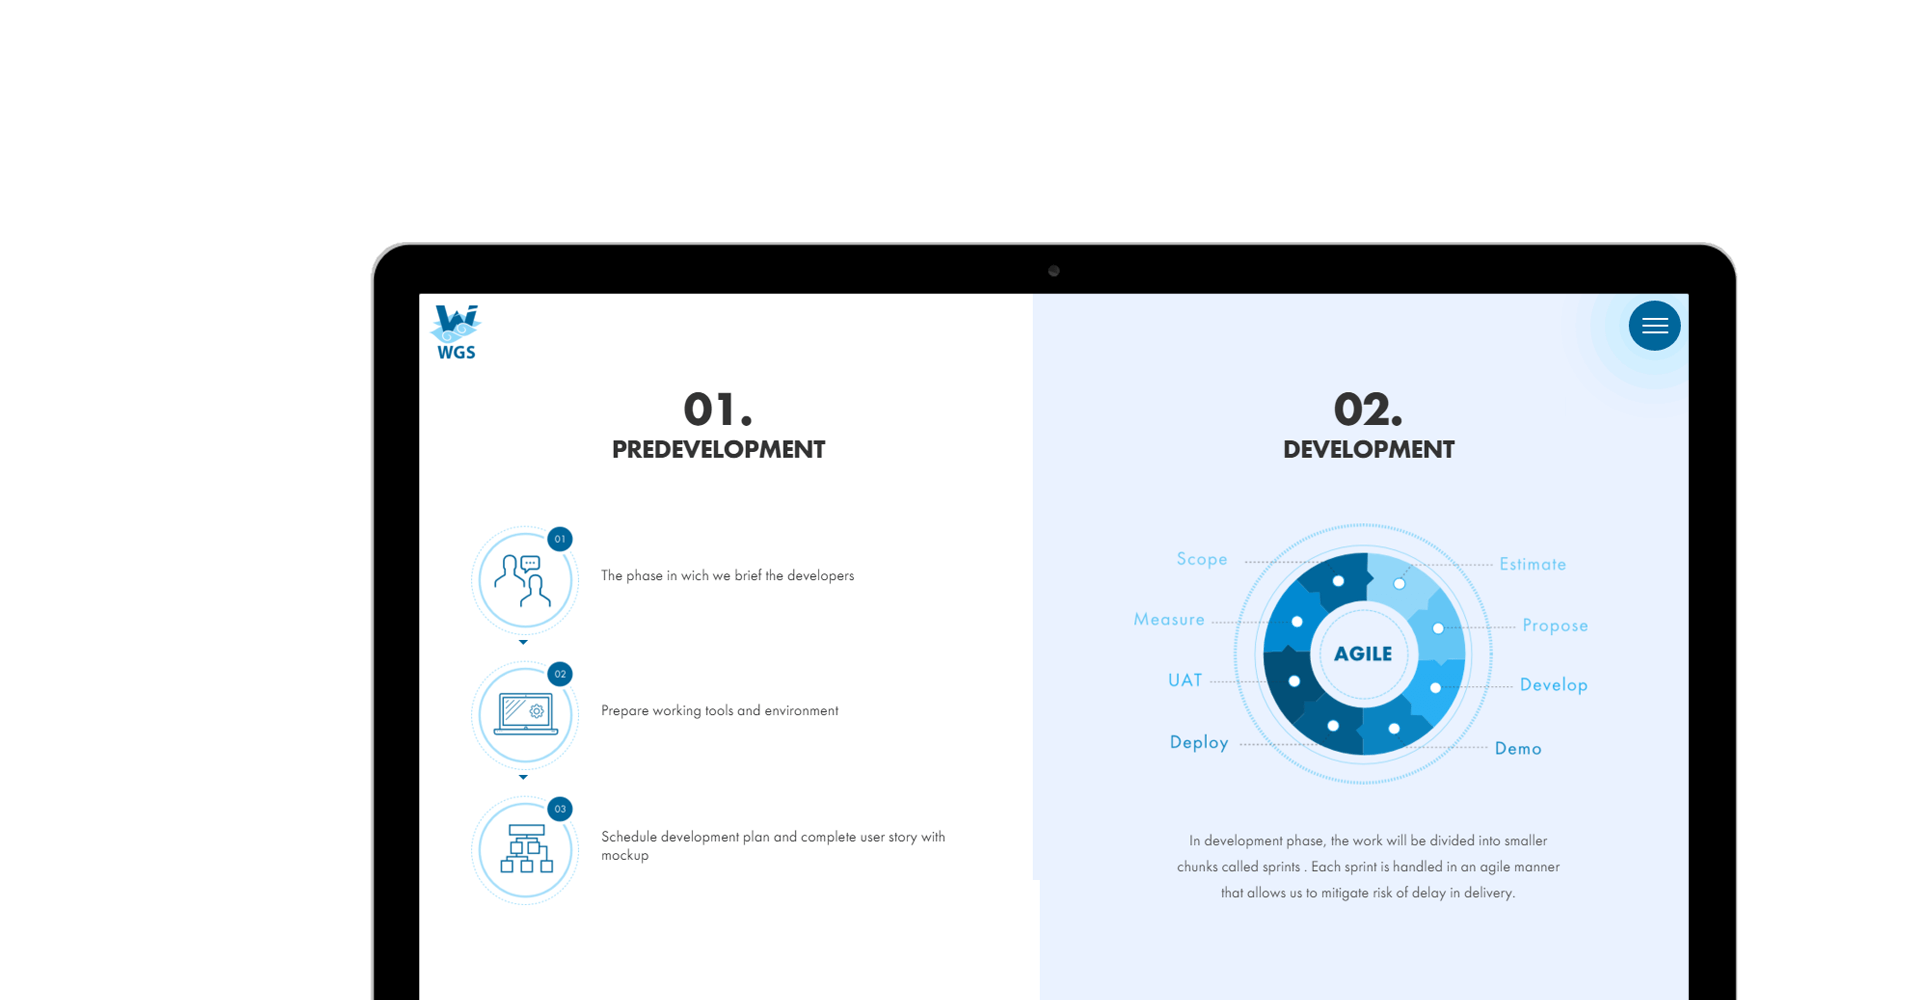 WGS
01.
PREDEVELOPMENT
01
The phase in wich we brief the developers
02
Prepare working tools and environment
03
Schedule development plan and complete user story with
mockup
02.
DEVELOPMENT
Scope
Estimate
Measure
Propose
AGILE
UAT
Develop
Deploy
Demo
In development phase, the work will be divided into smaller
chunks called sprints . Each sprint is handled in an agile manner
that allows us to mitigate risk of delay in delivery.